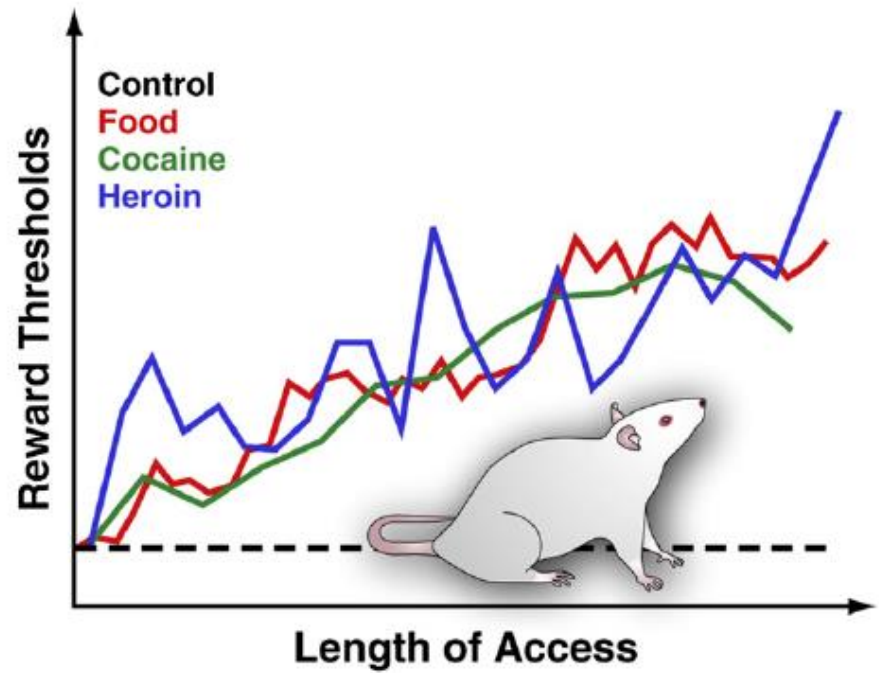 Control
Food
Cocaine
Heroin
Reward Thresholds
Length of Access